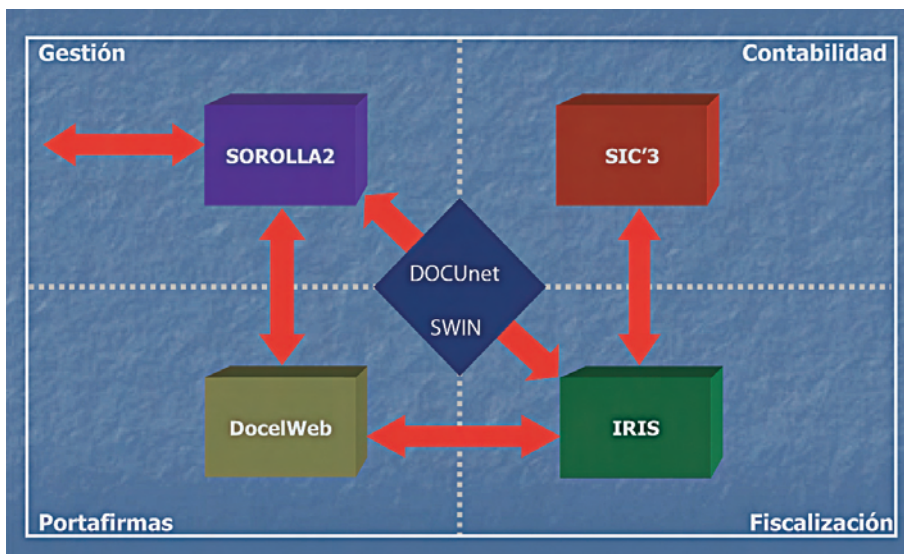 Gestión
Contabilidad
SOROLLA2
SIC’3
DOCUnet
SWIN
DocelWeb
IRIS
Portafirmas
Fiscalización